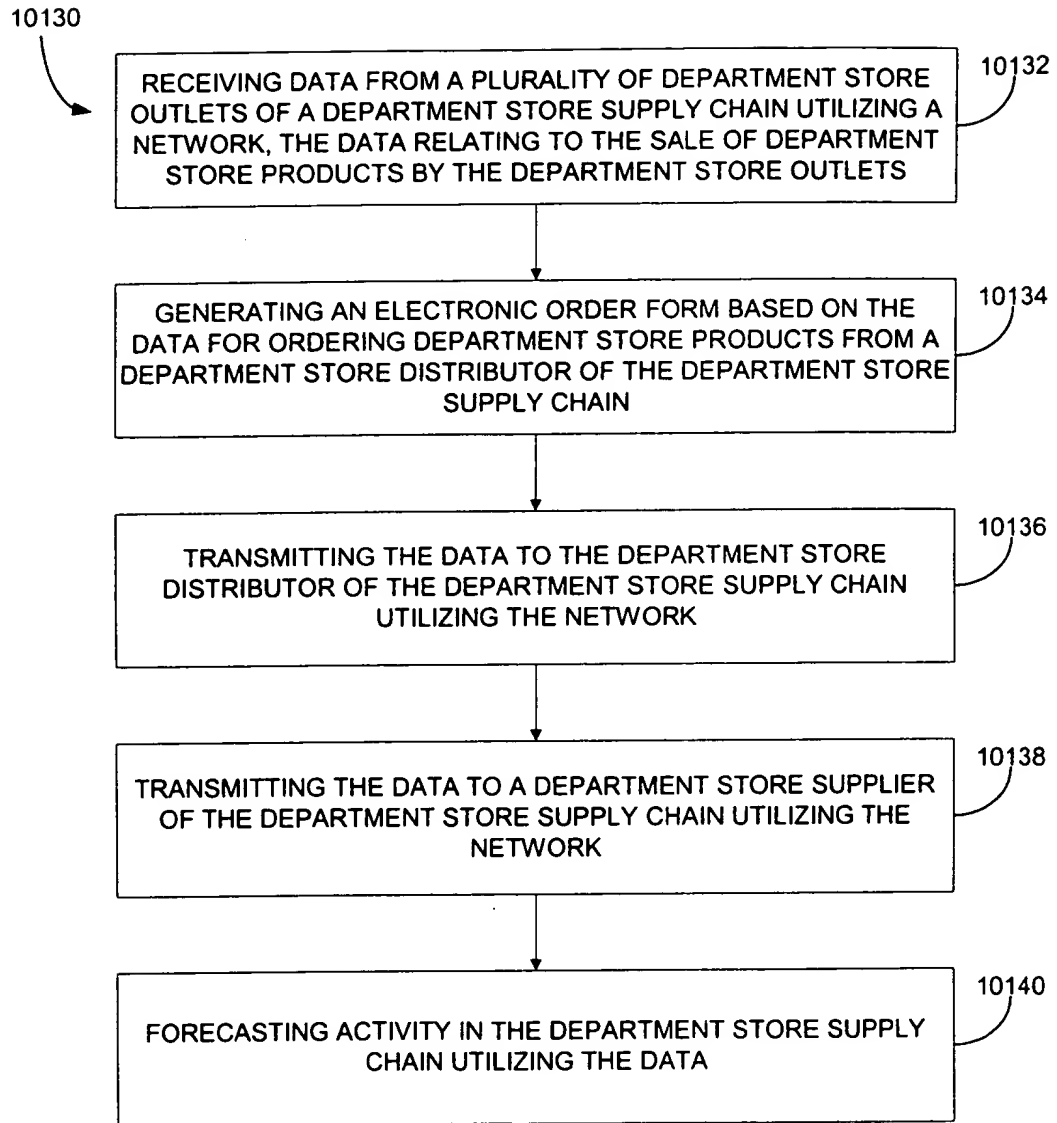 10130
RECEIVING DATA FROM A PLURALITY OF DEPARTMENT STORE
OUTLETS OF A DEPARTMENT STORE SUPPLY CHAIN UTILIZING A
NETWORK, THE DATA RELATING TO THE SALE OF DEPARTMENT
STORE PRODUCTS BY THE DEPARTMENT STORE OUTLETS
10132
GENERATING AN ELECTRONIC ORDER FORM BASED ON THE
DATA FOR ORDERING DEPARTMENT STORE PRODUCTS FROM A
DEPARTMENT STORE DISTRIBUTOR OF THE DEPARTMENT STORE
SUPPLY CHAIN
10134
TRANSMITTING THE DATA TO THE DEPARTMENT STORE
DISTRIBUTOR OF THE DEPARTMENT STORE SUPPLY CHAIN
UTILIZING THE NETWORK
10136
TRANSMITTING THE DATA TO A DEPARTMENT STORE SUPPLIER
OF THE DEPARTMENT STORE SUPPLY CHAIN UTILIZING THE
NETWORK
10138
FORECASTING ACTIVITY IN THE DEPARTMENT STORE SUPPLY
CHAIN UTILIZING THE DATA
10140